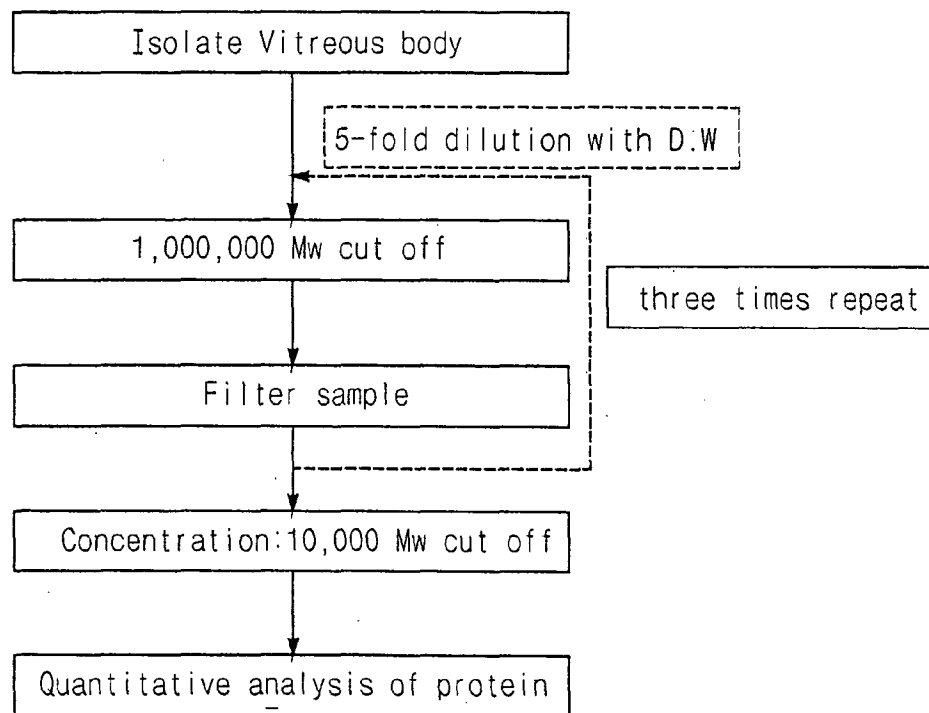 Isolate Vitreous body
5-fold dilution with D.W
1,000,000 Mw cut off
three times repeat
Filter sample
Concentration:10,000 Mw cut off
Quantitative analysis of protein